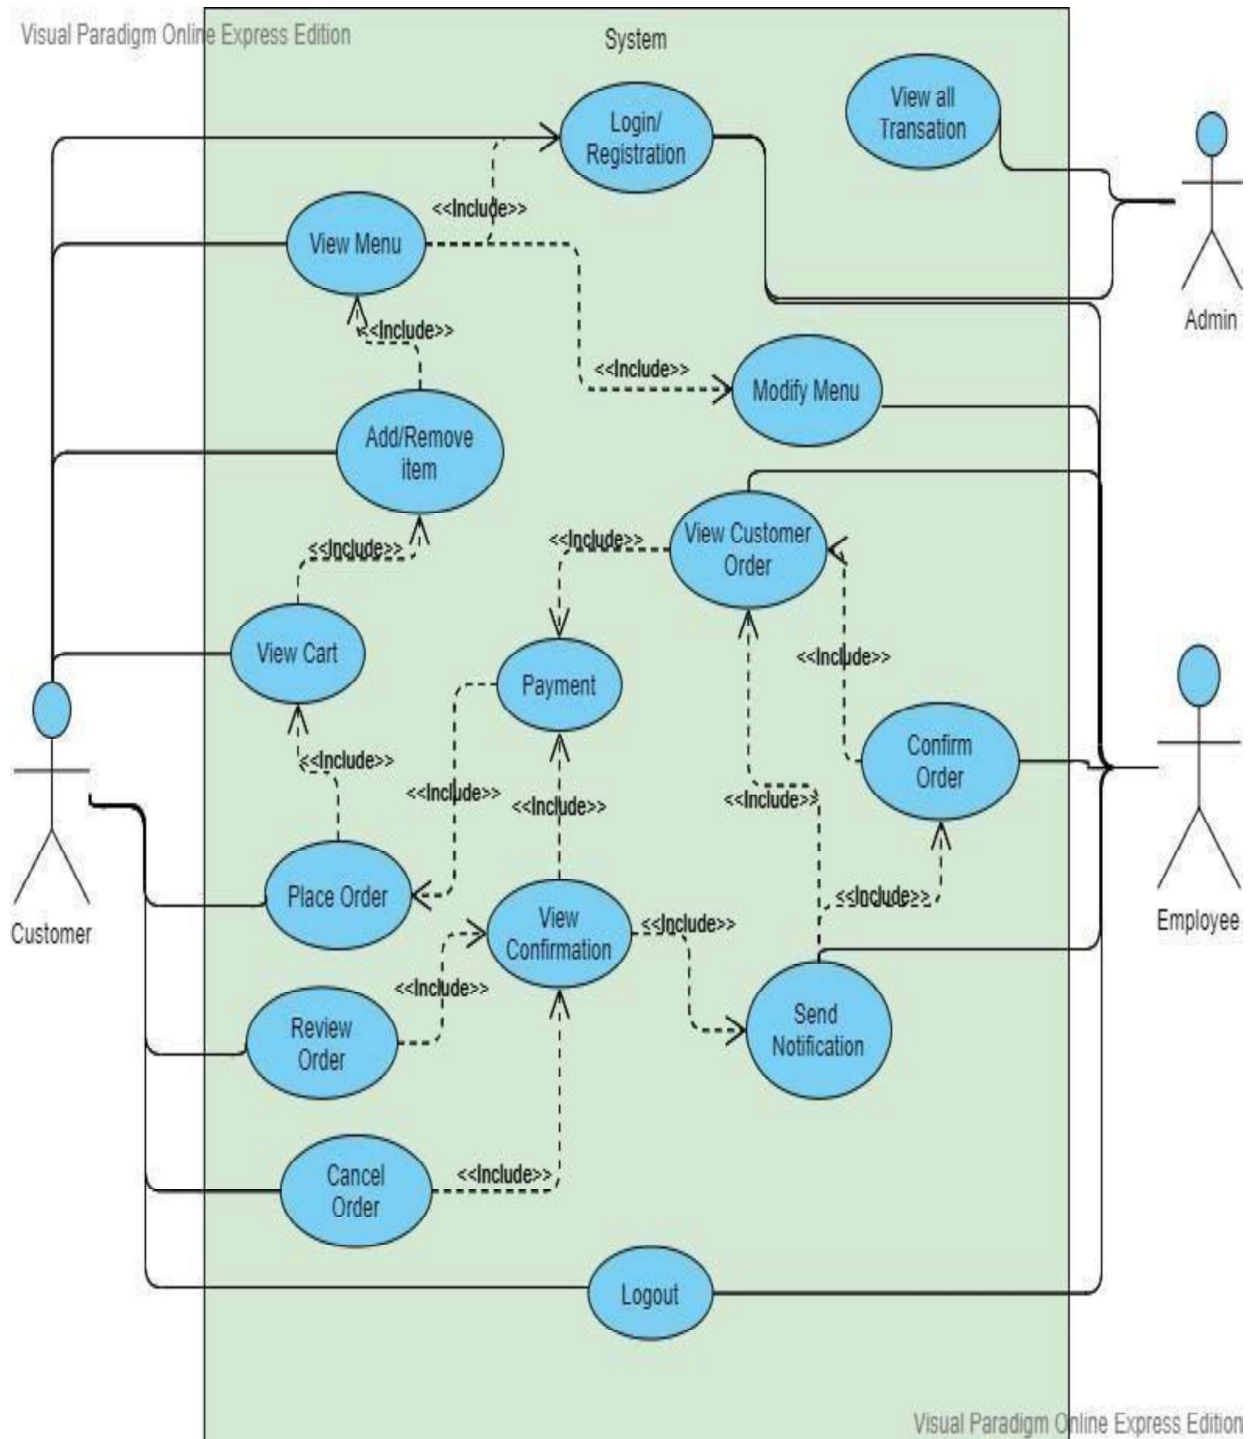 Visual Paradigm Online Express Edition
System
View all
Transation
Login/
Registration
<<Include>>
View Menu
Admin
<<Include>>
<<Include>>
Modify Menu
Add/Remove
item
View Customer
Order
<<Include>>
<<Include>>
View Cart
<<Include>>
Payment
Confirm
Order
<<Include>>
<<Include>>
<<Include>>
<<Include>>
Place Order
View
Confirmation
<<Include>>
<<Include>>
Customer
Employee
<<Include>>
Review
Order
Send
Notification
Cancel
Order
<<Include>>
Logout
Visual Paradigm Online Express Edition